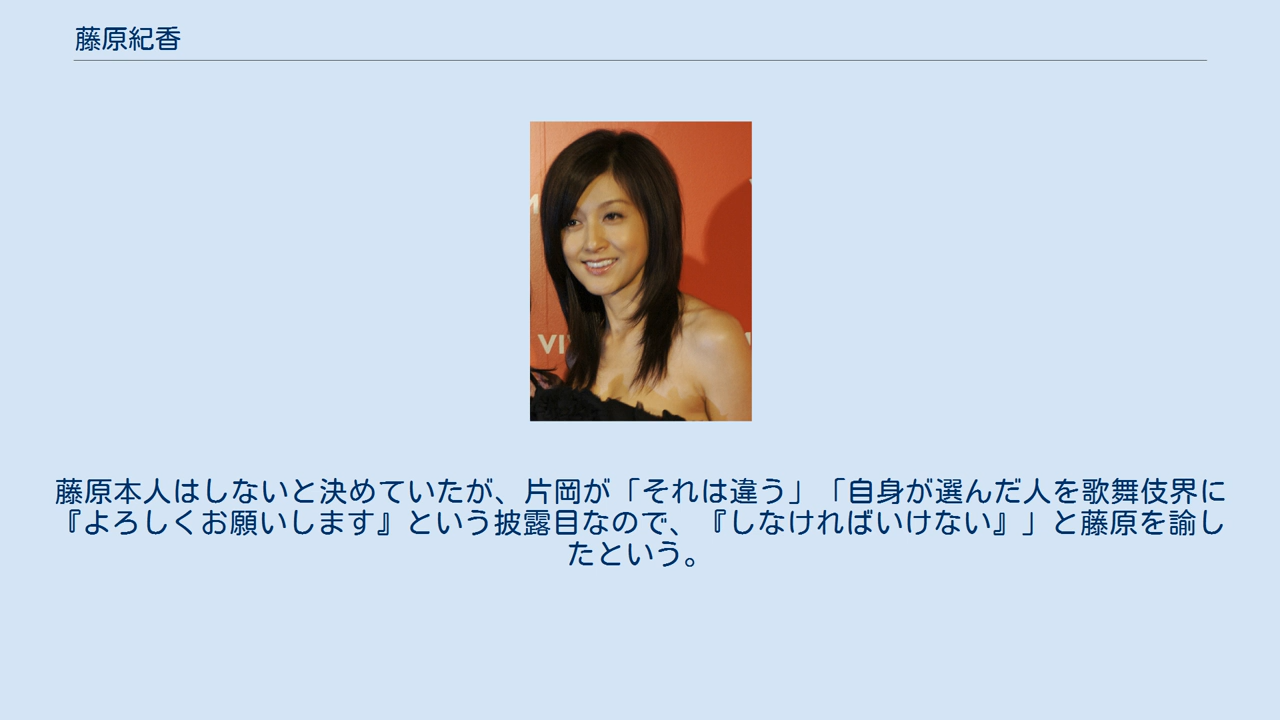 藤原紀香
VI
藤原本人はしないと決めていたが、片岡が「それは違う」「自身が選んだ人を歌舞伎界に
『よろしくお願いします』という披露目なので、『しなければいけない』」と藤原を諭し
たという。